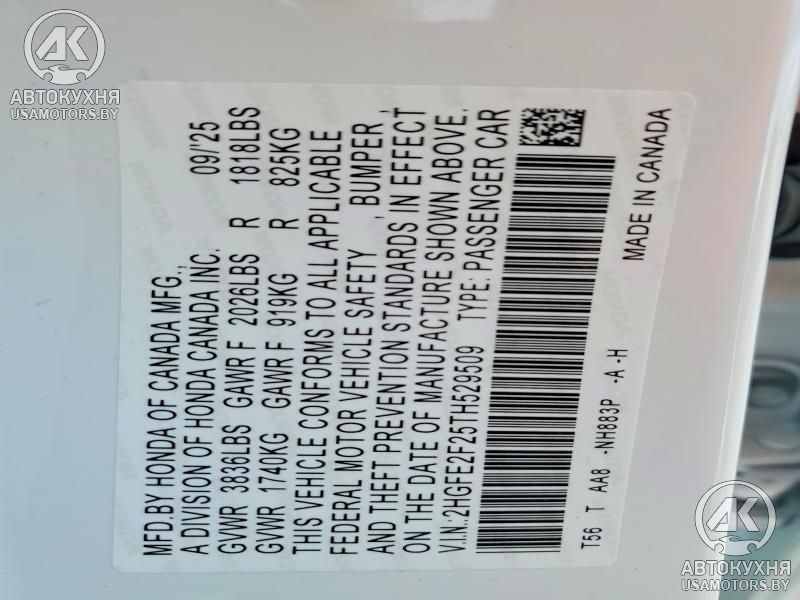 AK
АВТОКУХНЯ
USAMOTORS.BY
MFD.BY HONDA OF CANADA MFG.,
A DIVISION OF HONDA CANADA INC. 09/'25
GVWR 3836LBS GAWR F 2026LBS R 1818LBS
GVWR 1740KG GAWR F 919KG R 825KG
THIS VEHICLE CONFORMS TO ALL APPLICABLE
FEDERAL MOTOR VEHICLE SAFETY , BUMPER ,
AND THEFT PREVENTION STANDARDS IN EFFECT
ON THE DATE OF MANUFACTURE SHOWN ABOVE.
V.I.N.:2HGFE2F25TH529509 TYPE: PASSENGER CAR
T56 T AA8 -NH883P -A -H
MADE IN CANADA
AK
АВТОКУХНЯ
USAMOTORS.BY